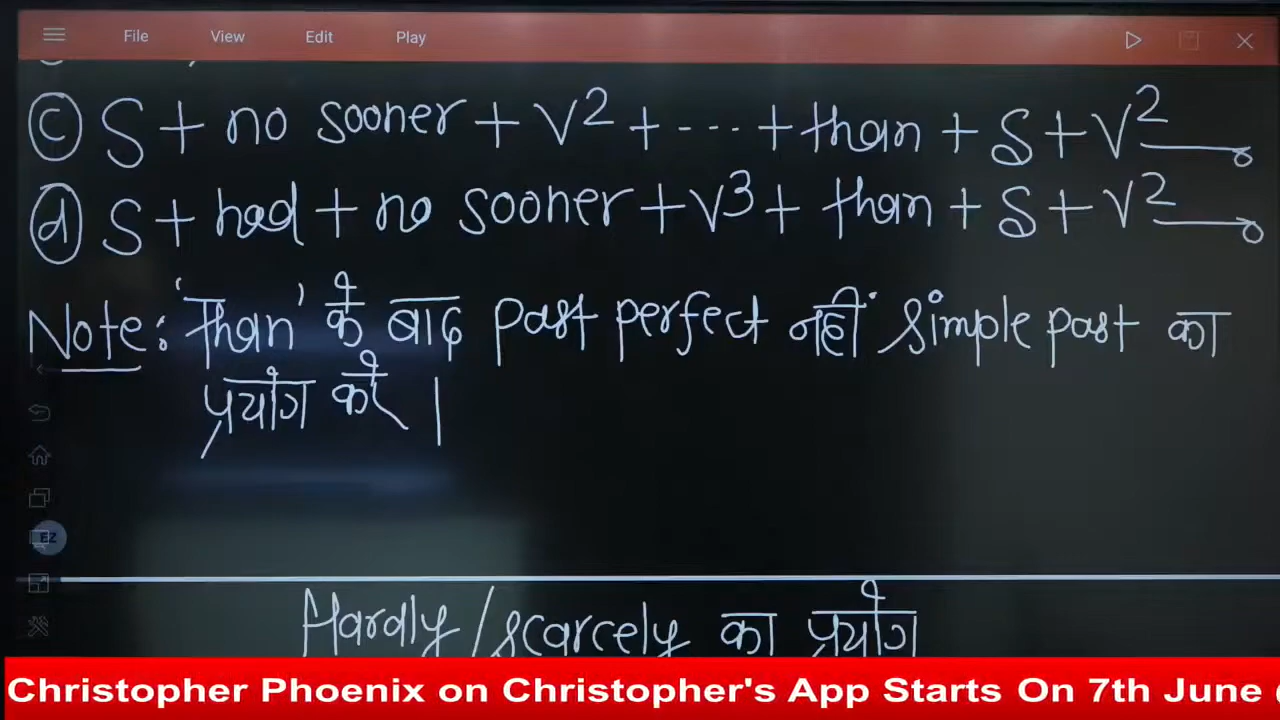 File View Edit Play
(c) S + no sooner + V2 + --- + than + S + V2
(d) S + had + no sooner + V3 + than + S + V2
Note: 'Than' के बाद past perfect नहीं simple past का
प्रयोग करें |
EZ
Hardly/scarcely का प्रयोग
Christopher Phoenix on Christopher's App Starts On 7th June